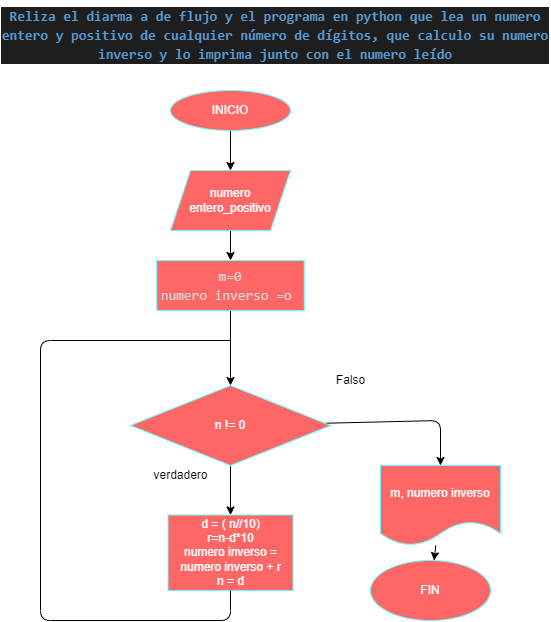 Reliza el diarma a de flujo y el programa en python que lea un numero
entero y positivo de cualquier número de dígitos, que calculo su numero
inverso y lo imprima junto con el numero leído
INICIO
numero
entero_positivo
m=0
numero inverso =o
n != 0
Falso
verdadero
m, numero inverso
d = ( n//10)
r=n-d*10
numero inverso =
numero inverso + r
n = d
FIN